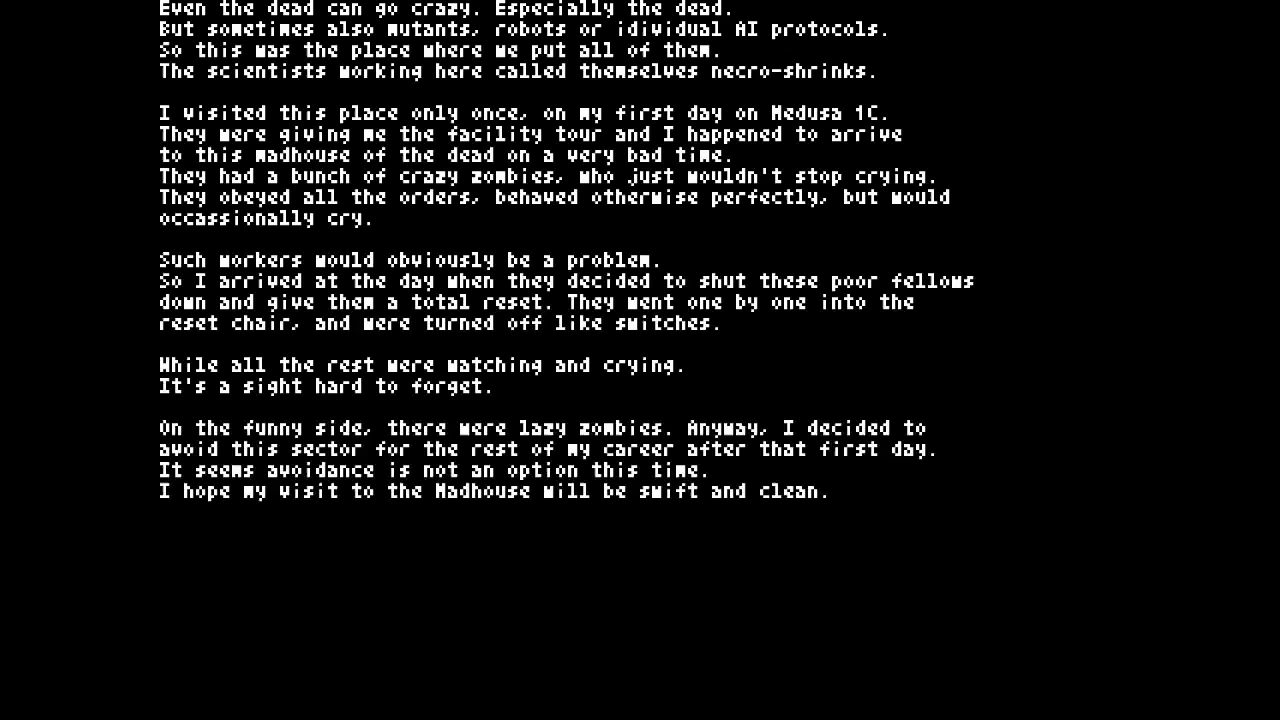 Even the dead can go crazy. Especially the dead.
But sometimes also mutants, robots or idividual AI protocols.
So this was the place where we put all of them.
The scientists working here called themselves necro-shrinks.
I visited this place only once, on my first day on Medusa 1C.
They were giving me the facility tour and I happened to arrive
to this madhouse of the dead on a very bad time.
They had a bunch of crazy zombies, who just wouldn't stop crying.
They obeyed all the orders, behaved otherwise perfectly, but would
occassionally cry.
Such workers would obviously be a problem.
So I arrived at the day when they decided to shut these poor fellows
down and give them a total reset. They went one by one into the
reset chair, and were turned off like switches.
While all the rest were watching and crying.
It's a sight hard to forget.
On the funny side, there were lazy zombies. Anyway, I decided to
avoid this sector for the rest of my career after that first day.
It seems avoidance is not an option this time.
I hope my visit to the Madhouse will be swift and clean.